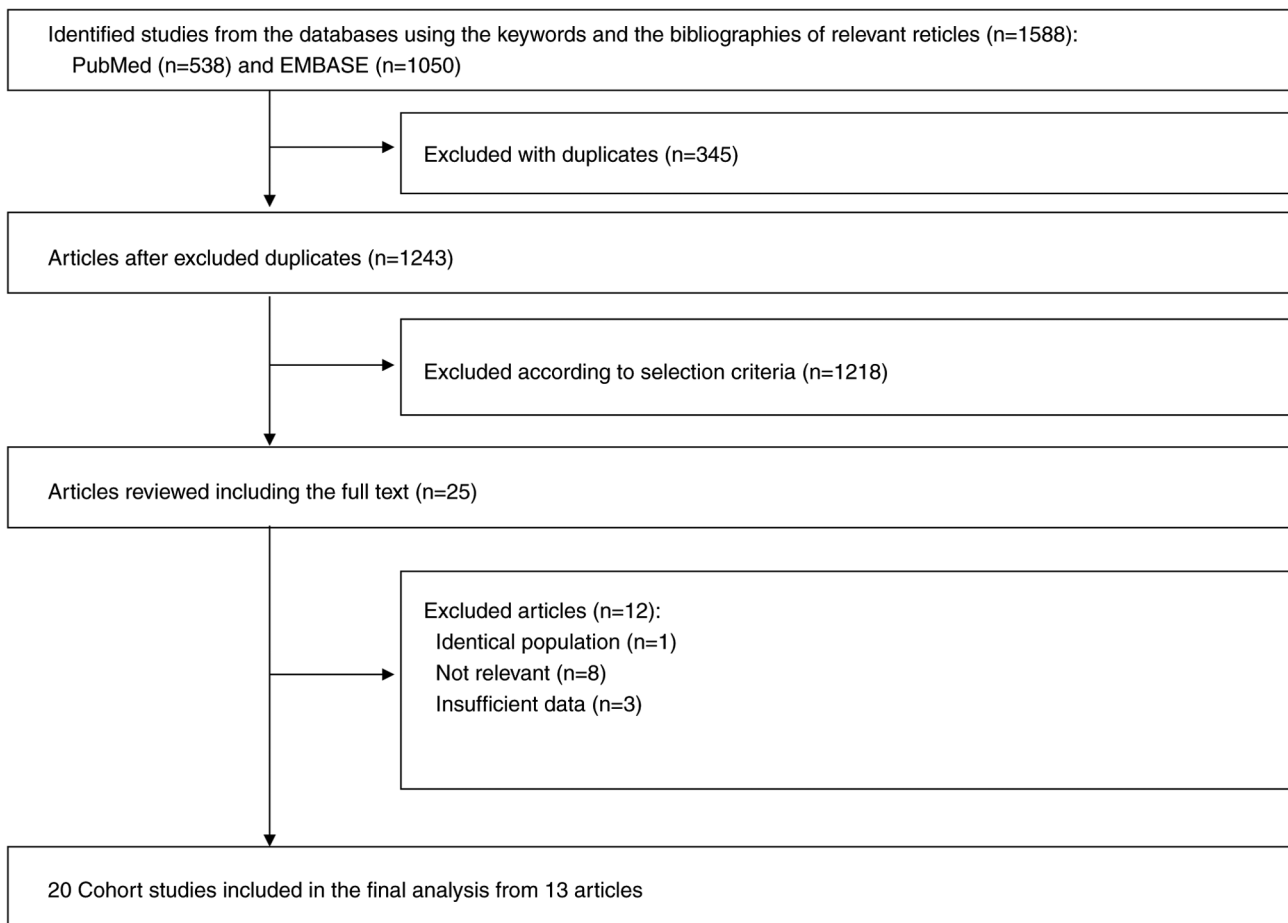 Identified studies from the databases using the keywords and the bibliographies of relevant reticles (n=1588):
PubMed (n=538) and EMBASE (n=1050)
Excluded with duplicates (n=345)
Articles after excluded duplicates (n=1243)
Excluded according to selection criteria (n=1218)
Articles reviewed including the full text (n=25)
Excluded articles (n=12):
Identical population (n=1)
Not relevant (n=8)
Insufficient data (n=3)
20 Cohort studies included in the final analysis from 13 articles